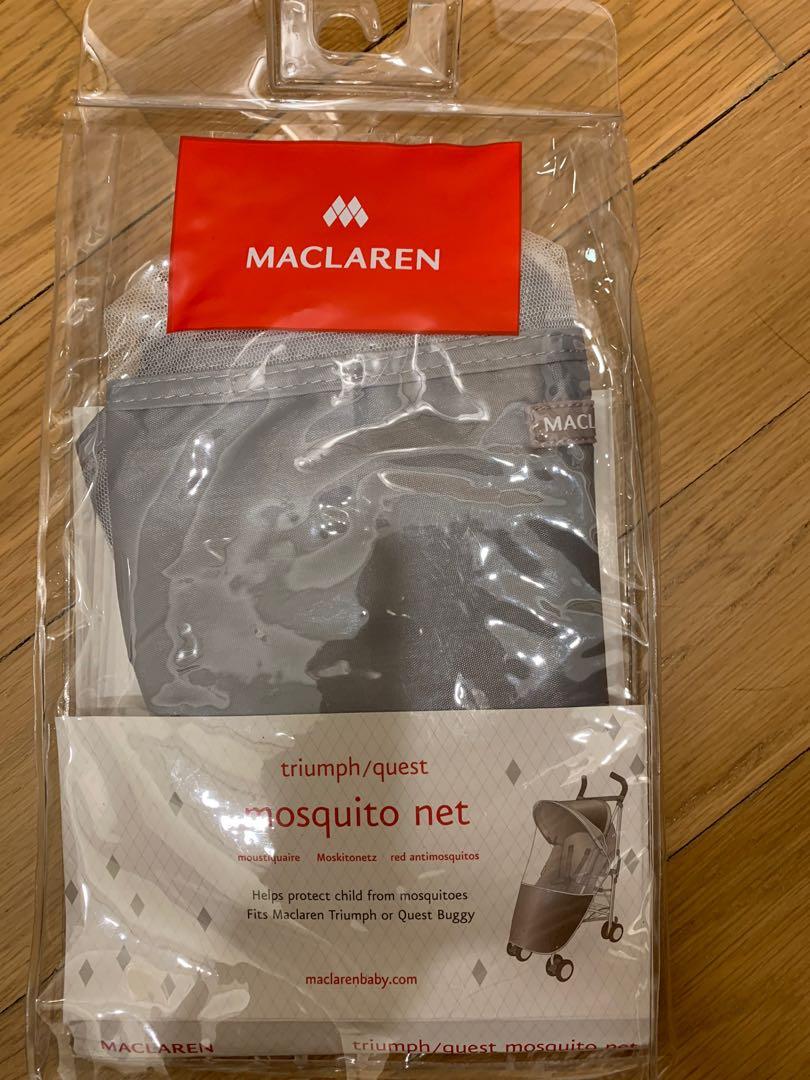 MACLAREN
MACL
triumph/quest
mosquito net
moustiquaire Moskitonetz red antimosquitos
Helps protect child from mosquitoes
Fits Maclaren Triumph or Quest Buggy
maclarenbaby.com
MACLAREN triumph/quest mosquito net